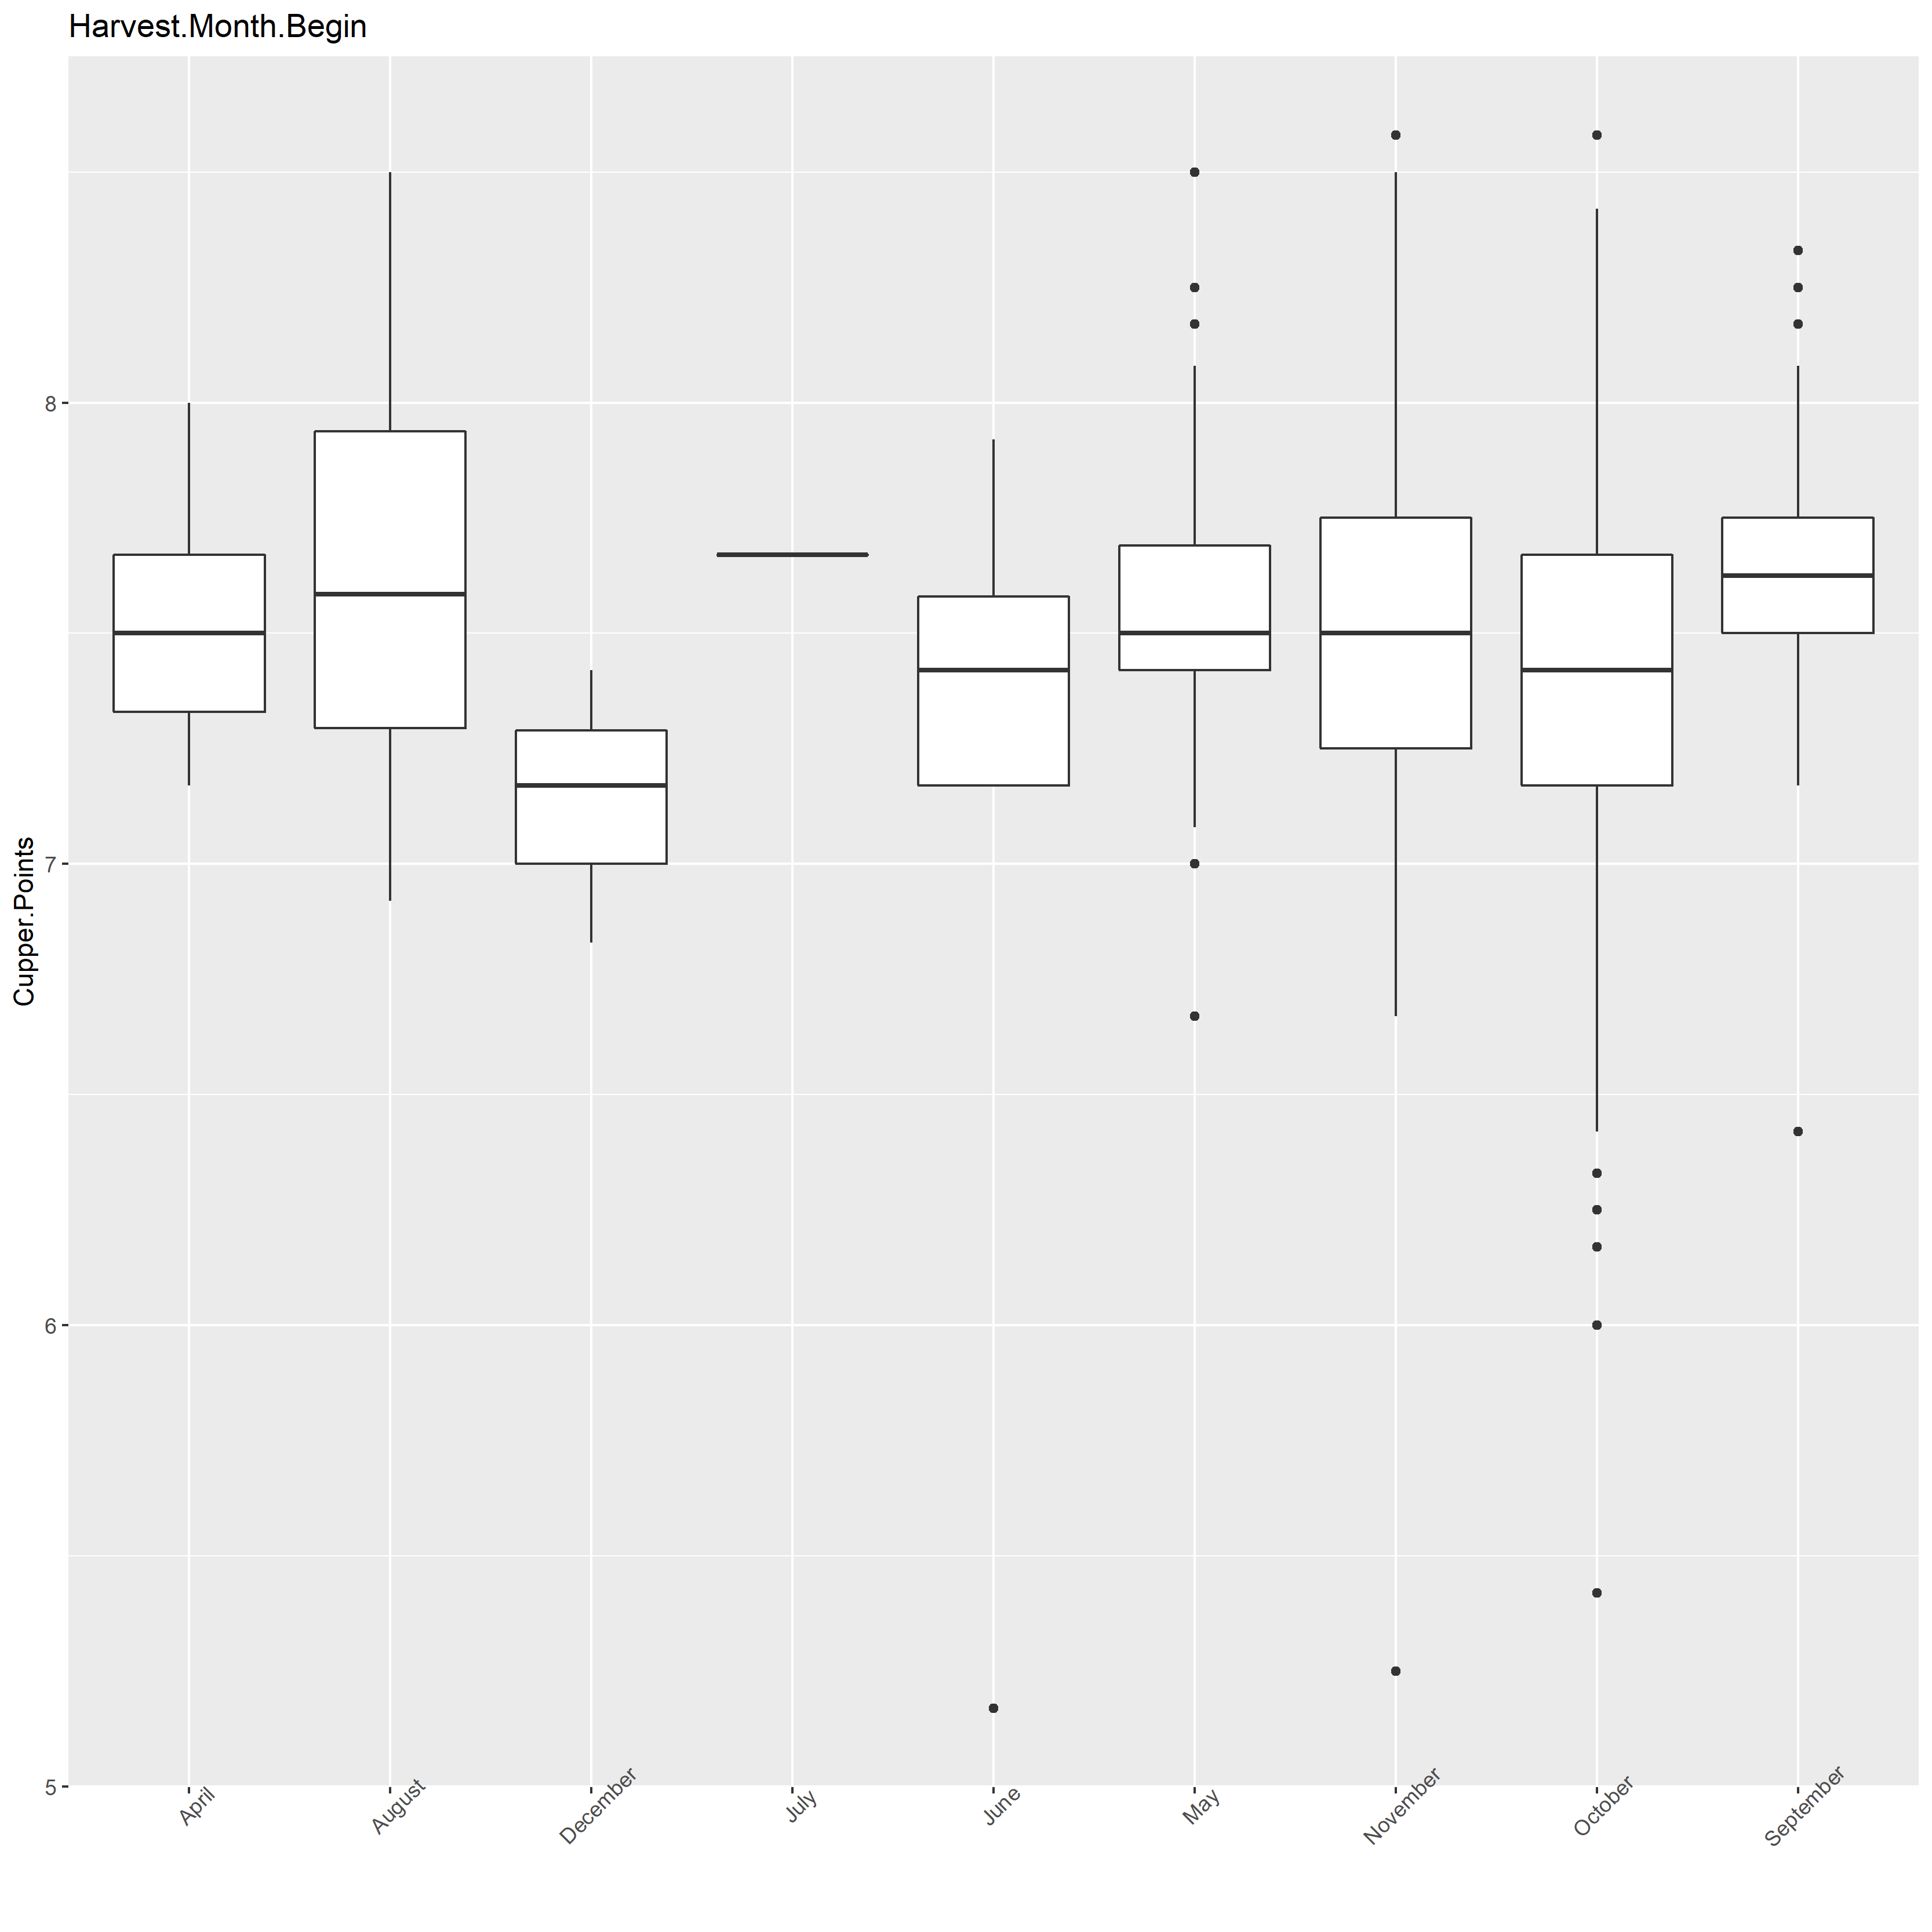 Harvest.Month.Begin
Cupper.Points
8
7
6
5
April
August
December
July
June
May
November
October
September